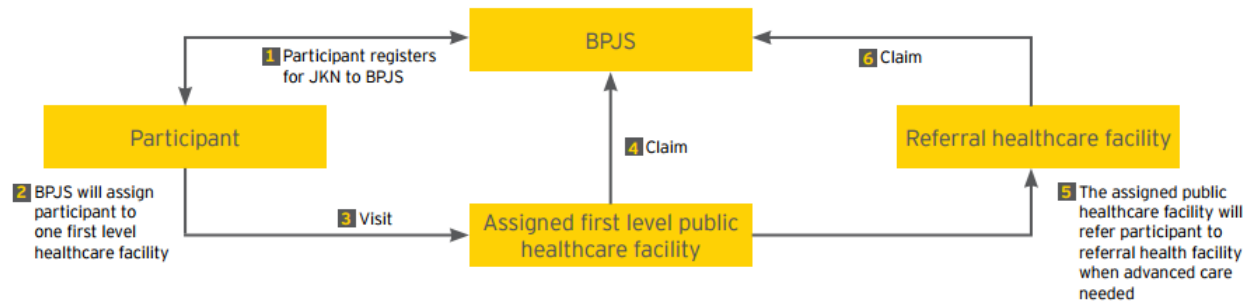 BPJS
1 Participant registers
for JKN to BPJS
6 Claim
Participant
Referral healthcare facility
4 Claim
2 BPJS will assign
participant to
one first level
healthcare facility
3 Visit
Assigned first level public
healthcare facility
5 The assigned public
healthcare facility will
refer participant to
referral health facility
when advanced care
needed